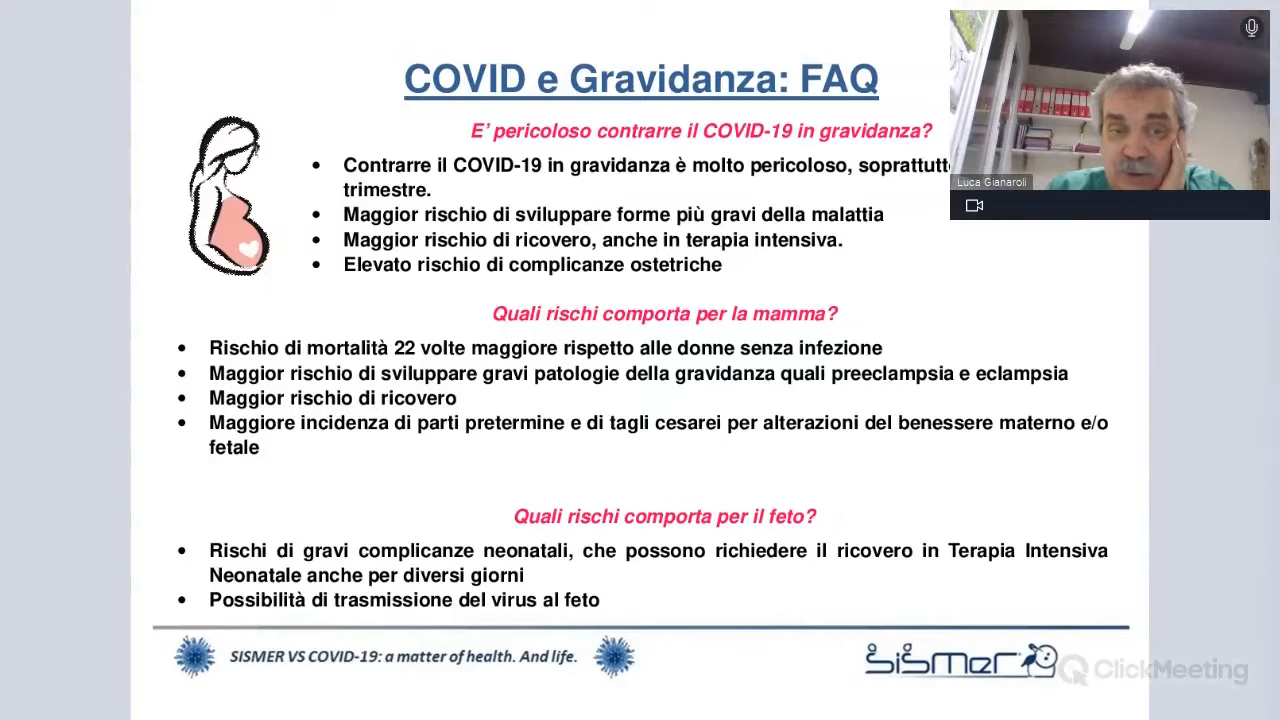 COVID e Gravidanza: FAQ
E' pericoloso contrarre il COVID-19 in gravidanza?
• Contrarre il COVID-19 in gravidanza è molto pericoloso,
trimestre.
• Maggior rischio di sviluppare forme più gravi della malattia
• Maggior rischio di ricovero, anche in terapia intensiva.
• Elevato rischio di complicanze ostetriche
Luca Gianaroli
Quali rischi comporta per la mamma?
• Rischio di mortalità 22 volte maggiore rispetto alle donne senza infezione
• Maggior rischio di sviluppare gravi patologie della gravidanza quali preeclampsia e eclampsia
• Maggior rischio di ricovero
• Maggiore incidenza di parti pretermine e di tagli cesarei per alterazioni del benessere materno e/o
fetale
Quali rischi comporta per il feto?
• Rischi di gravi complicanze neonatali, che possono richiedere il ricovero in Terapia Intensiva
Neonatale anche per diversi giorni
• Possibilità di trasmissione del virus al feto
SISMER VS COVID-19: a matter of health. And life.
sismer
ClickMeeting